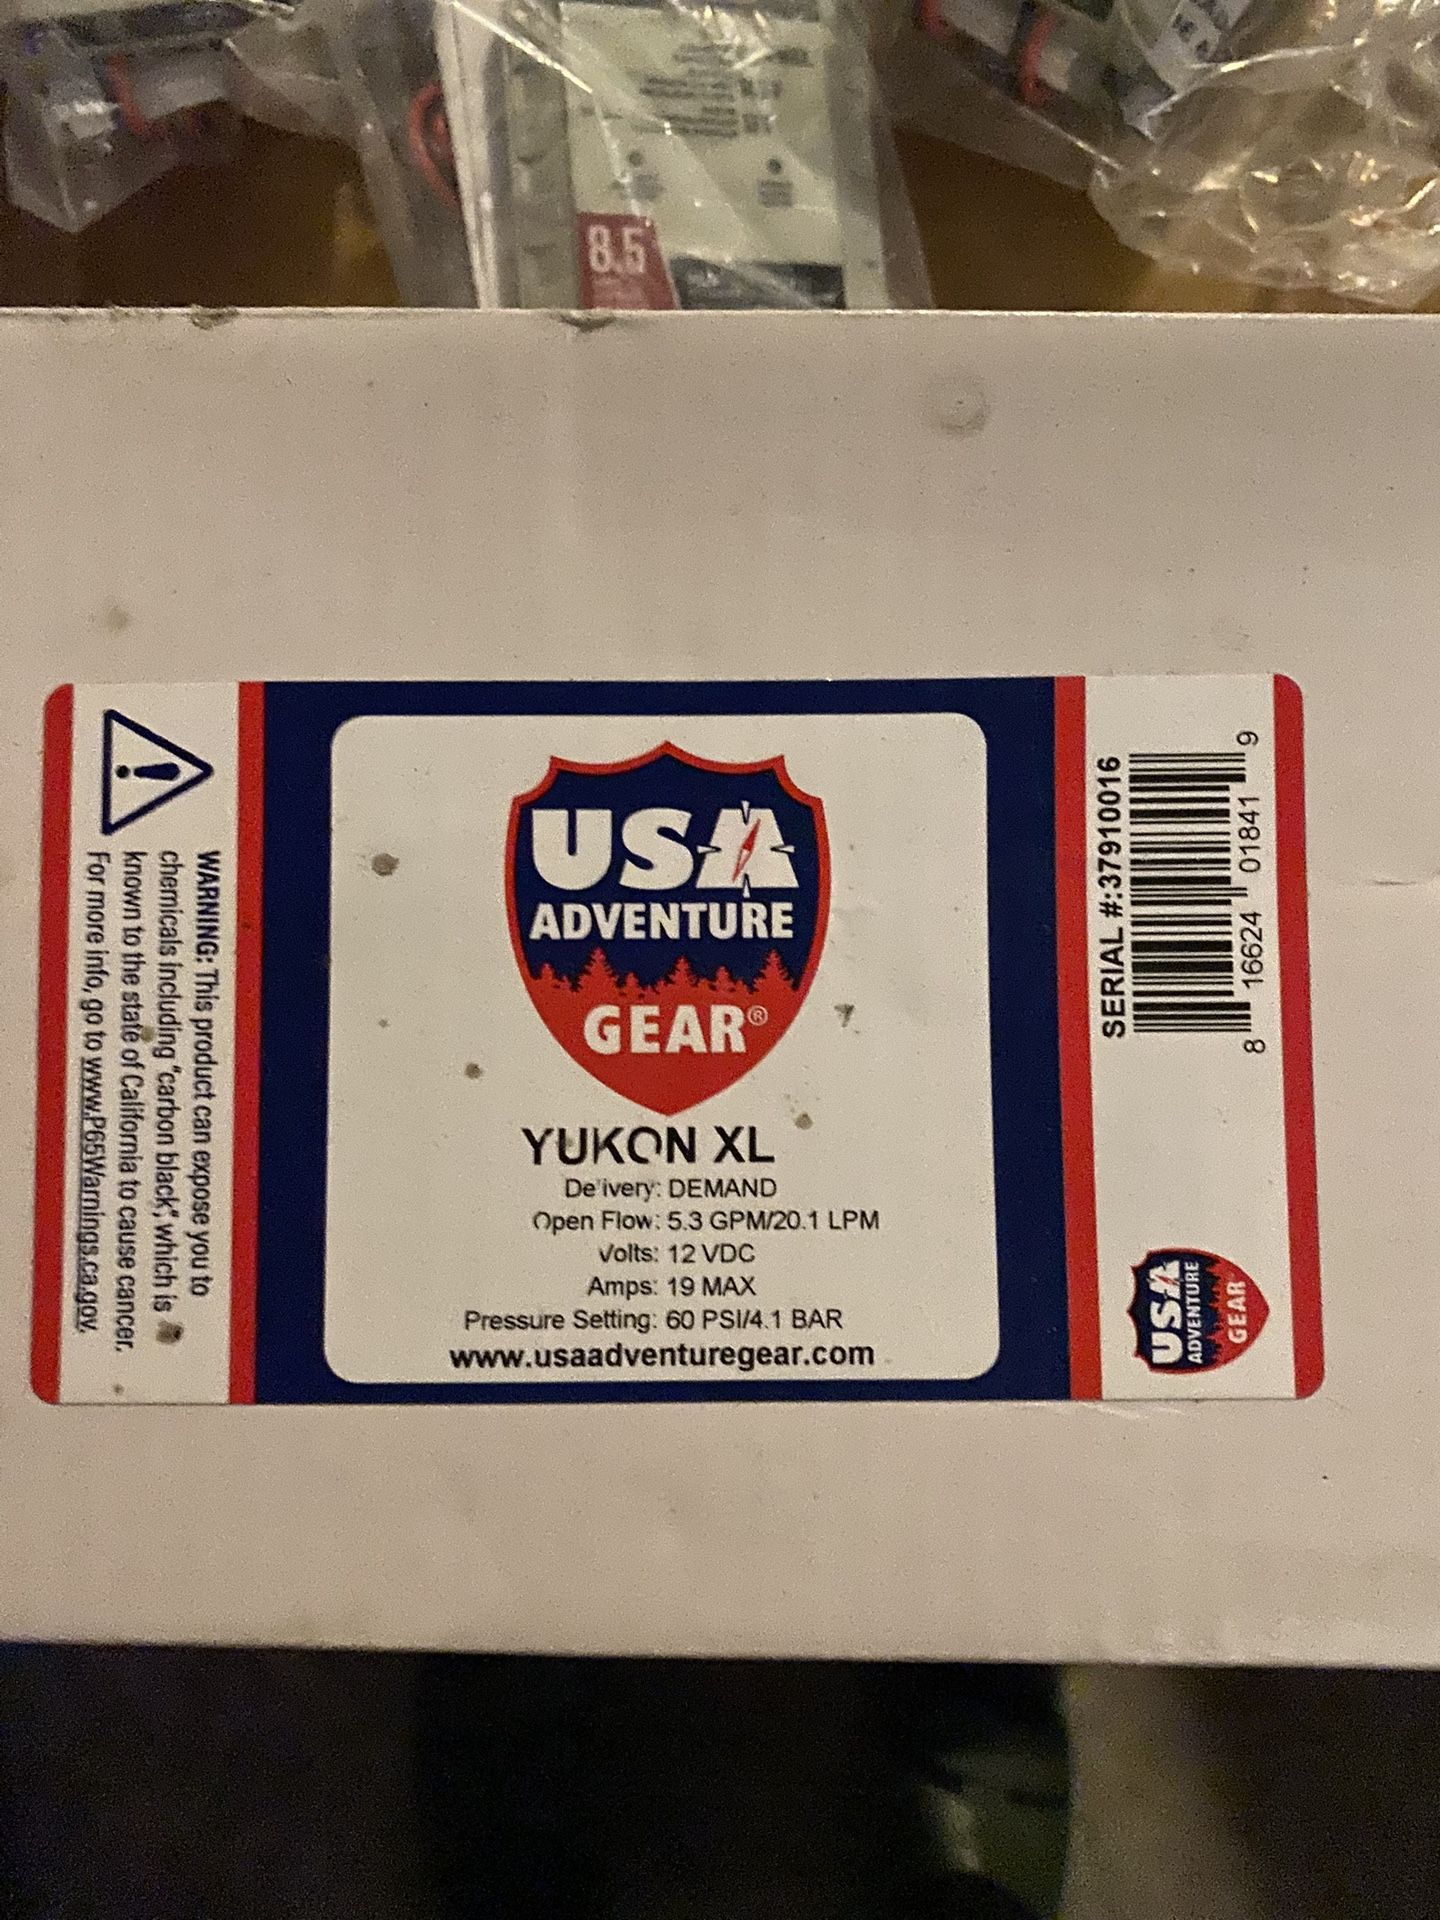 8.5
WARNING: This product can expose you to
chemicals including "carbon black", which is
known to the state of California to cause cancer.
For more info, go to www.P65Warnings.ca.gov.
USA
ADVENTURE
GEAR®
YUKON XL
Delivery: DEMAND
Open Flow: 5.3 GPM/20.1 LPM
Volts: 12 VDC
Amps: 19 MAX
Pressure Setting: 60 PSI/4.1 BAR
www.usaadventuregear.com
SERIAL #:37910016
8 16624 01841 9
USA
ADVENTURE
GEAR